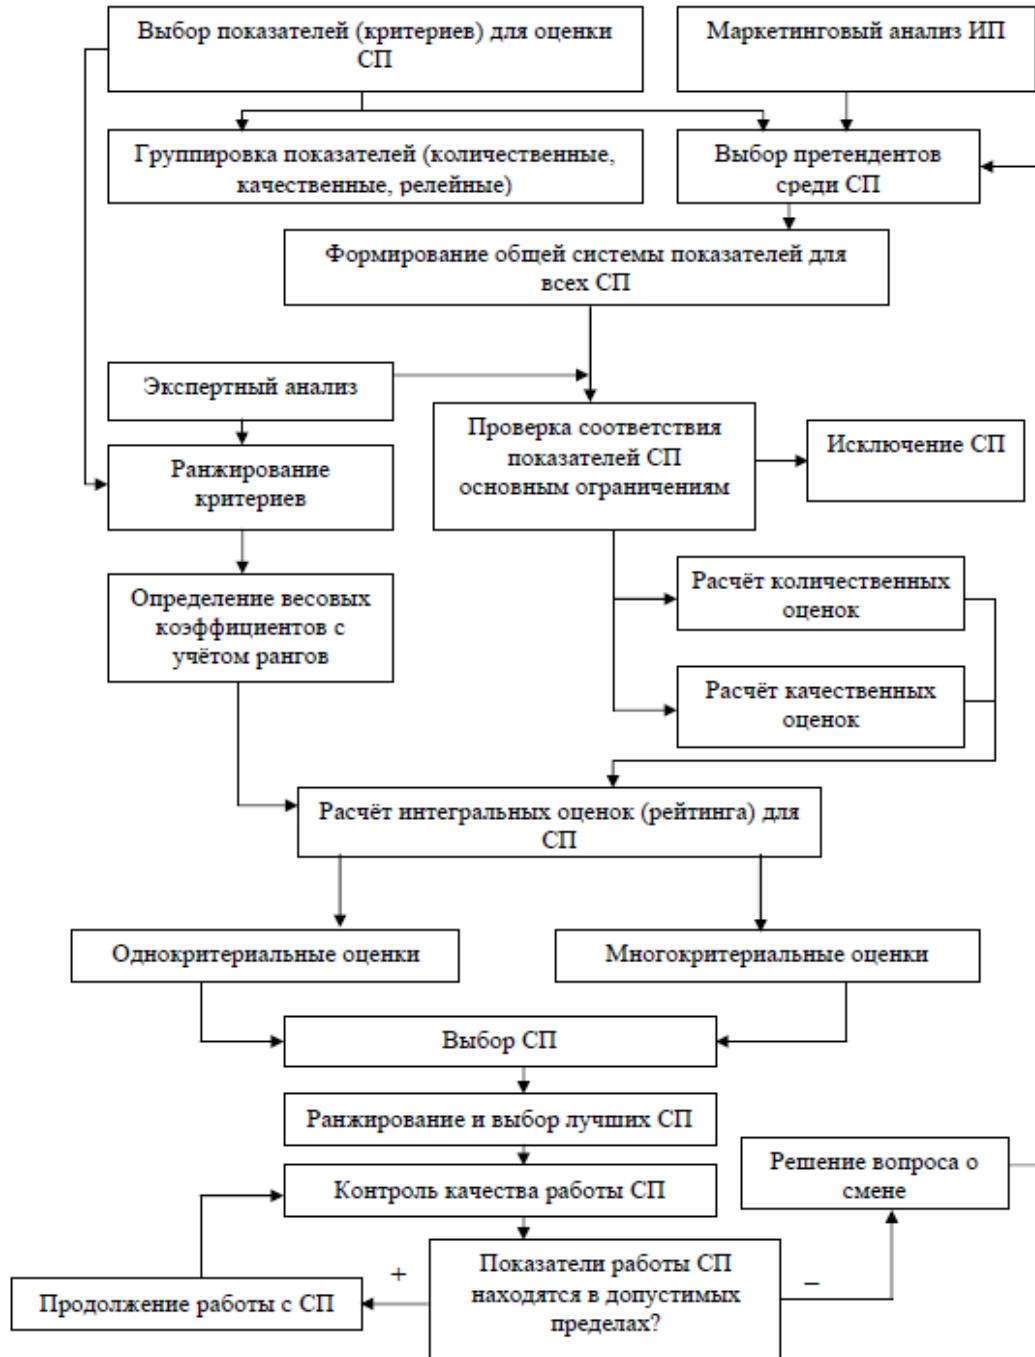 Выбор показателей (критериев) для оценки
СП
Маркетинговый анализ ИП
Группировка показателей (количественные,
качественные, релейные)
Выбор претендентов
среди СП
Формирование общей системы показателей для
всех СП
Экспертный анализ
Проверка соответствия
показателей СП
основным ограничениям
Исключение СП
Ранжирование
критериев
Определение весовых
коэффициентов с
учётом рангов
Расчёт количественных
оценок
Расчёт качественных
оценок
Расчёт интегральных оценок (рейтинга) для
СП
Однокритериальные оценки
Многокритериальные оценки
Выбор СП
Ранжирование и выбор лучших СП
Контроль качества работы СП
Решение вопроса о
смене
Показатели работы СП
находятся в допустимых
пределах?
+
–
Продолжение работы с СП